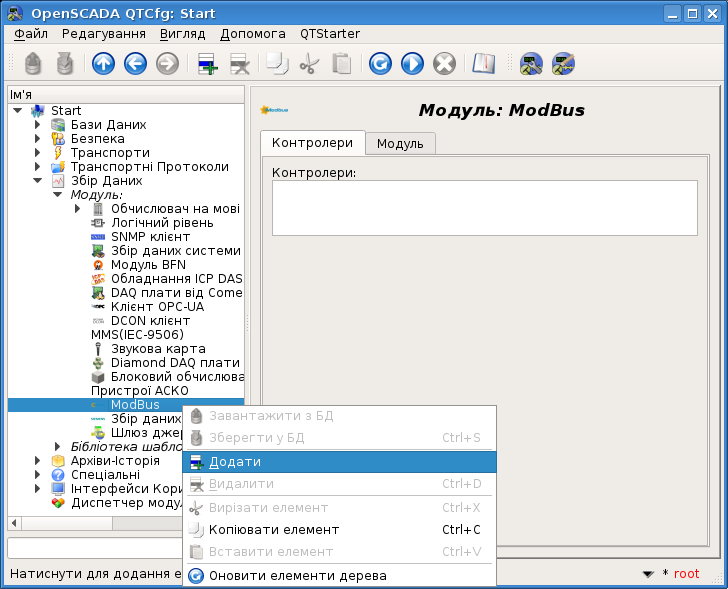 OpenSCADA QTCfg: Start
Файл Редагування Вигляд Допомога QTStarter
Ім'я
Start
Бази Даних
Безпека
Транспорти
Транспортні Протоколи
Збір Даних
Модуль:
Обчислювач на мові
Логічний рівень
SNMP клієнт
Збір даних системи
Модуль BFN
Обладнання ICP DAS
DAQ плати від Come
Клієнт OPC-UA
DCON клієнт
MMS(IEC-9506)
Звукова карта
Diamond DAQ плати
Блоковий обчислюва
Пристрої АСКО
ModBus
Збір даних
Шлюз джер
Бібліотека шабло
Архіви-Історія
Спеціальні
Інтерфейси Кори
Диспетчер модул
Модуль: ModBus
Контролери Модуль
Контролери:
Завантажити з БД
Зберегти у БД Ctrl+S
Додати
Видалити Ctrl+D
Вирізати елемент Ctrl+X
Копіювати елемент Ctrl+C
Вставити елемент Ctrl+V
Оновити елементи дерева
Натиснути для додання е
* root